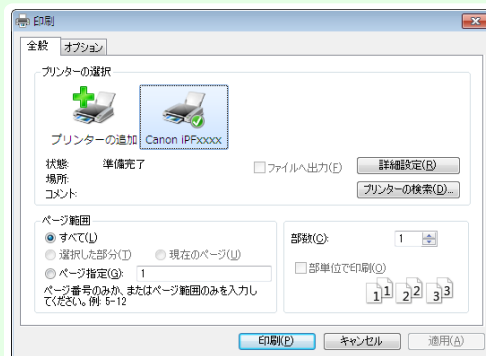 印刷
全般 オプション
プリンターの選択
プリンターの追加 Canon iPFxxxx
状態: 準備完了
場所:
コメント:
ファイルへ出力(F)
詳細設定(R)
プリンターの検索(D)...
ページ範囲
すべて(L)
選択した部分(T) 現在のページ(U)
ページ指定(G): 1
ページ番号のみか、またはページ範囲のみを入力し
てください。例: 5-12
部数(C): 1
部単位で印刷(O)
11 22 33
印刷(P) キャンセル 適用(A)